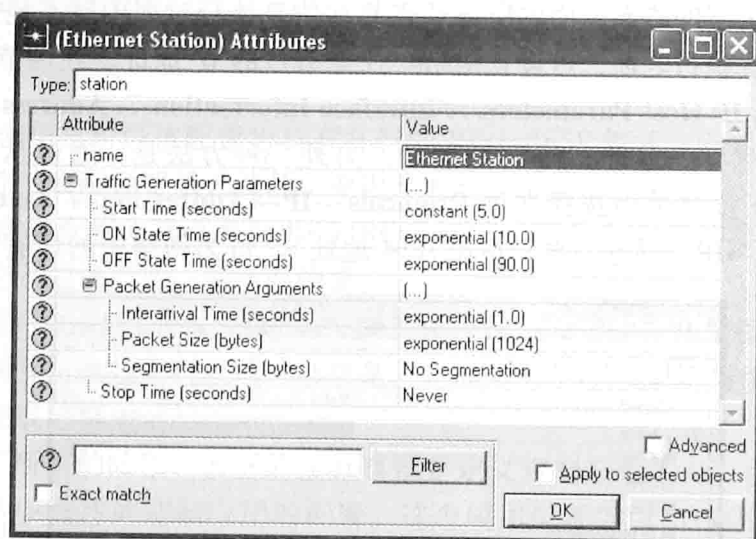 (Ethernet Station) Attributes
Type: station
Attribute Value
name Ethernet Station
Traffic Generation Parameters (...)
Start Time (seconds) constant (5.0)
ON State Time (seconds) exponential (10.0)
OFF State Time (seconds) exponential (90.0)
Packet Generation Arguments (...)
Interarrival Time (seconds) exponential (1.0)
Packet Size (bytes) exponential (1024)
Segmentation Size (bytes) No Segmentation
Stop Time (seconds) Never
Advanced
Filter
Apply to selected objects
Exact match
OK Cancel